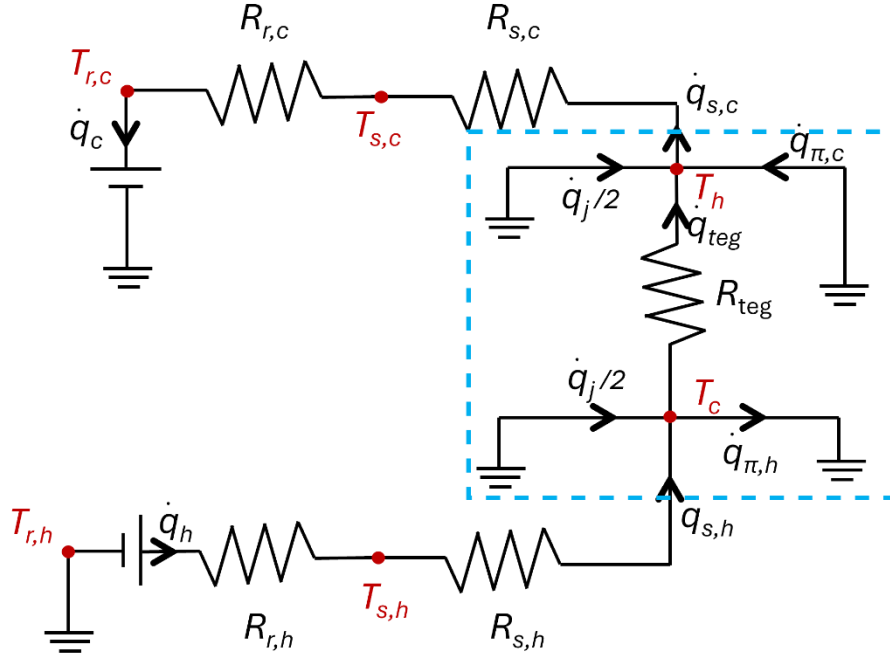 R_{r,c}
R_{s,c}
T_{r,c}
T_{s,c}
q̇_c
q̇_{s,c}
q̇_{π,c}
q̇_j/2
T_h
q̇_{teg}
R_{teg}
q̇_j/2
T_c
q̇_{π,h}
T_{r,h}
q̇_h
q̇_{s,h}
T_{s,h}
R_{r,h}
R_{s,h}